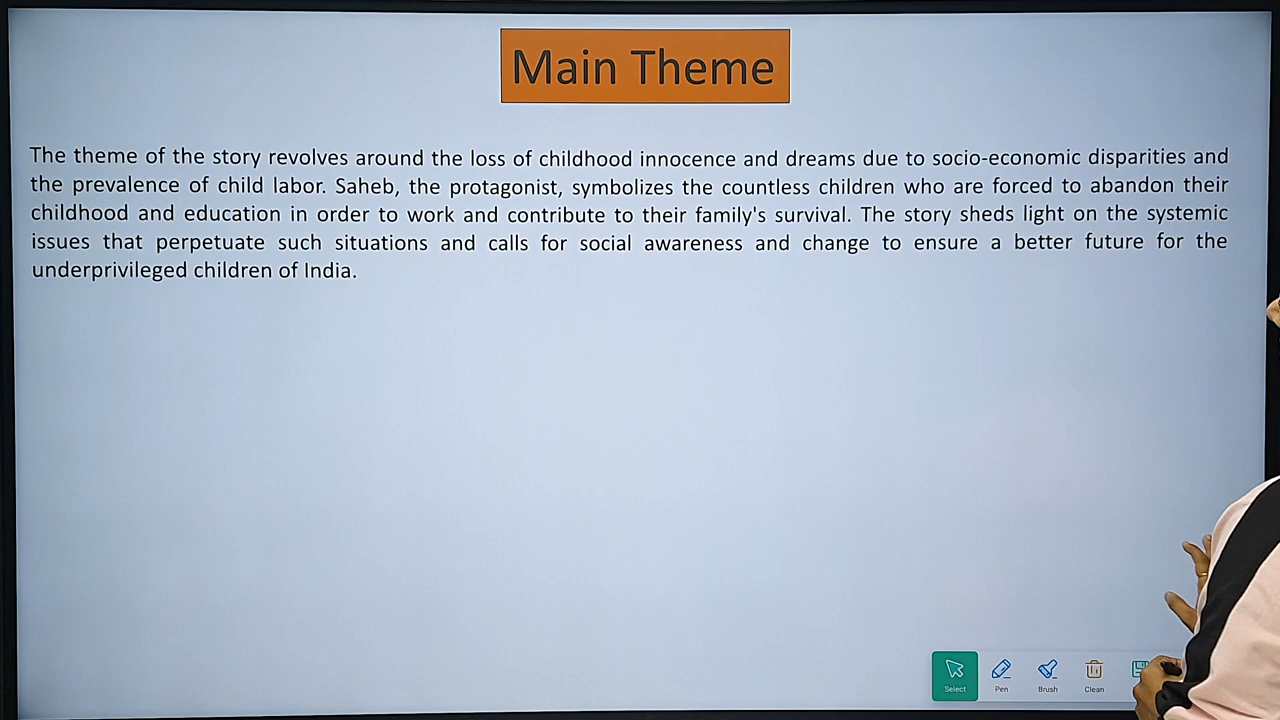 Main Theme
The theme of the story revolves around the loss of childhood innocence and dreams due to socio-economic disparities and
the prevalence of child labor. Saheb, the protagonist, symbolizes the countless children who are forced to abandon their
childhood and education in order to work and contribute to their family's survival. The story sheds light on the systemic
issues that perpetuate such situations and calls for social awareness and change to ensure a better future for the
underprivileged children of India.
Select Pen Brush Clean